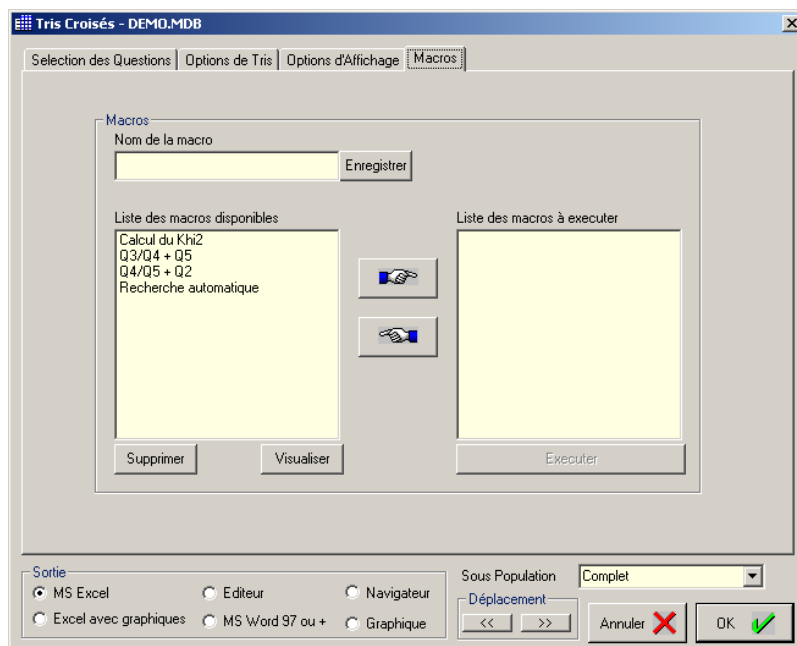 Tris Croisés - DEMO.MDB
Selection des Questions Options de Tris Options d'Affichage Macros
Macros
Nom de la macro
Enregistrer
Liste des macros disponibles Liste des macros à executer
Calcul du Khi2
Q3/Q4 + Q5
Q4/Q5 + Q2
Recherche automatique
Supprimer Visualiser Executer
Sortie
MS Excel Editeur Navigateur
Excel avec graphiques MS Word 97 ou + Graphique
Sous Population Complet
Déplacement
<< >> Annuler OK